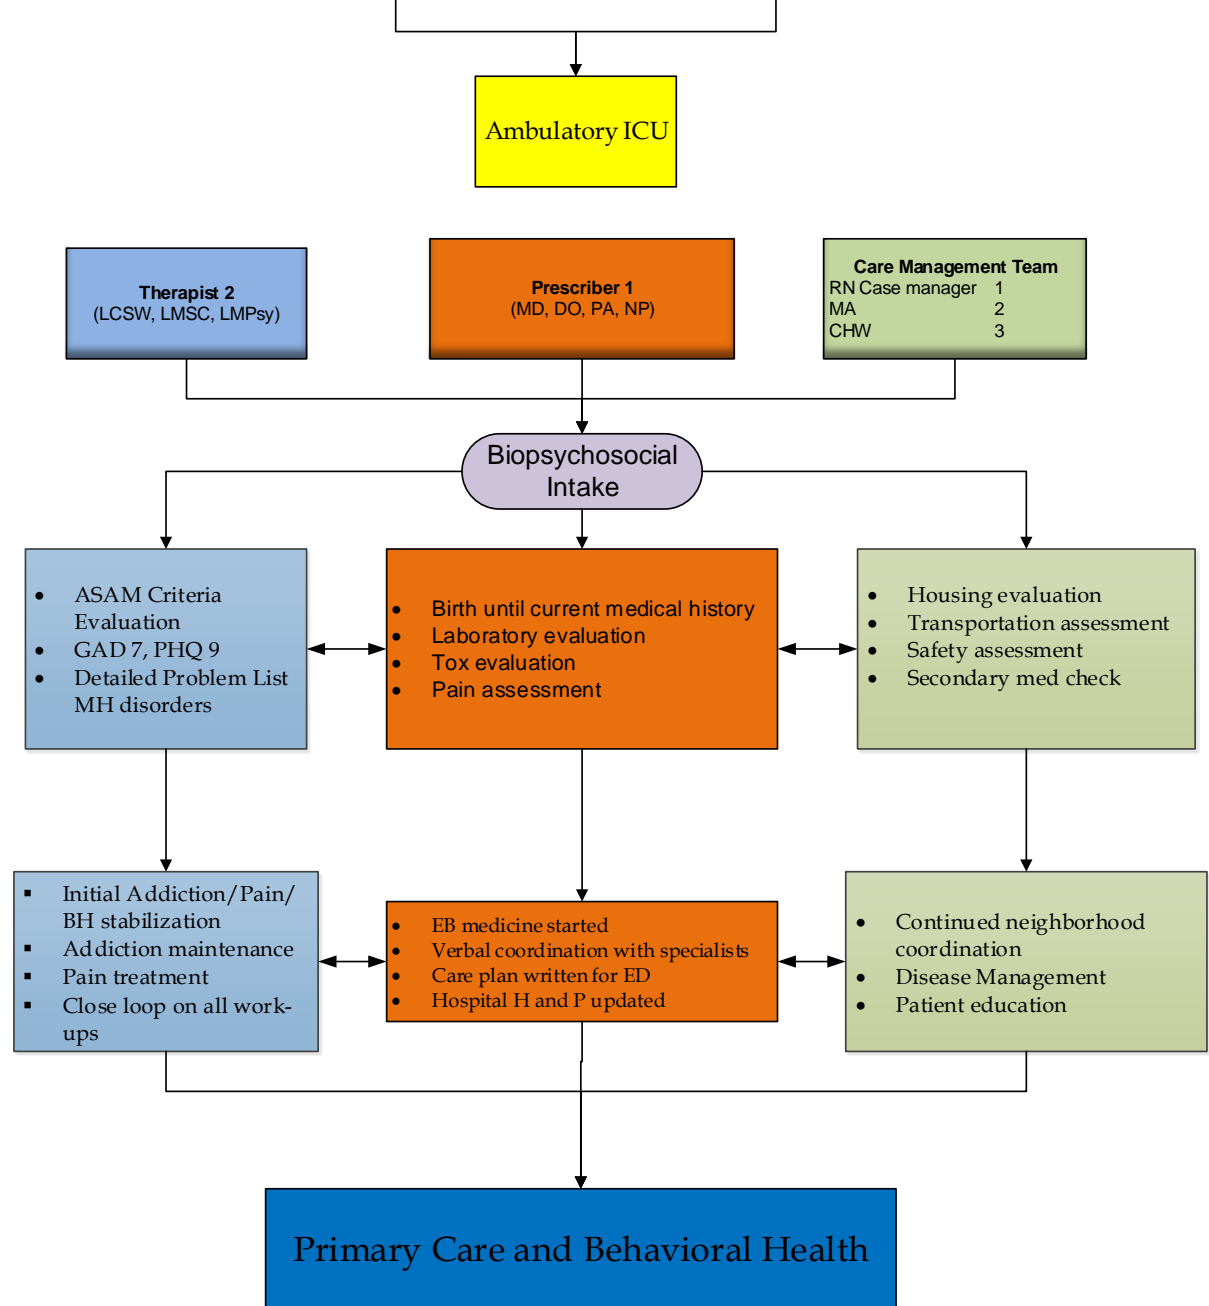 Ambulatory ICU
Therapist 2
(LCSW, LMSC, LMPsy)
Prescriber 1
(MD, DO, PA, NP)
Care Management Team
RN Case manager 1
MA 2
CHW 3
Biopsychosocial
Intake
• ASAM Criteria
Evaluation
• GAD 7, PHQ 9
• Detailed Problem List
MH disorders
• Birth until current medical history
• Laboratory evaluation
• Tox evaluation
• Pain assessment
• Housing evaluation
• Transportation assessment
• Safety assessment
• Secondary med check
▪ Initial Addiction/Pain/
BH stabilization
▪ Addiction maintenance
▪ Pain treatment
▪ Close loop on all work-
ups
• EB medicine started
• Verbal coordination with specialists
• Care plan written for ED
• Hospital H and P updated
• Continued neighborhood
coordination
• Disease Management
• Patient education
Primary Care and Behavioral Health